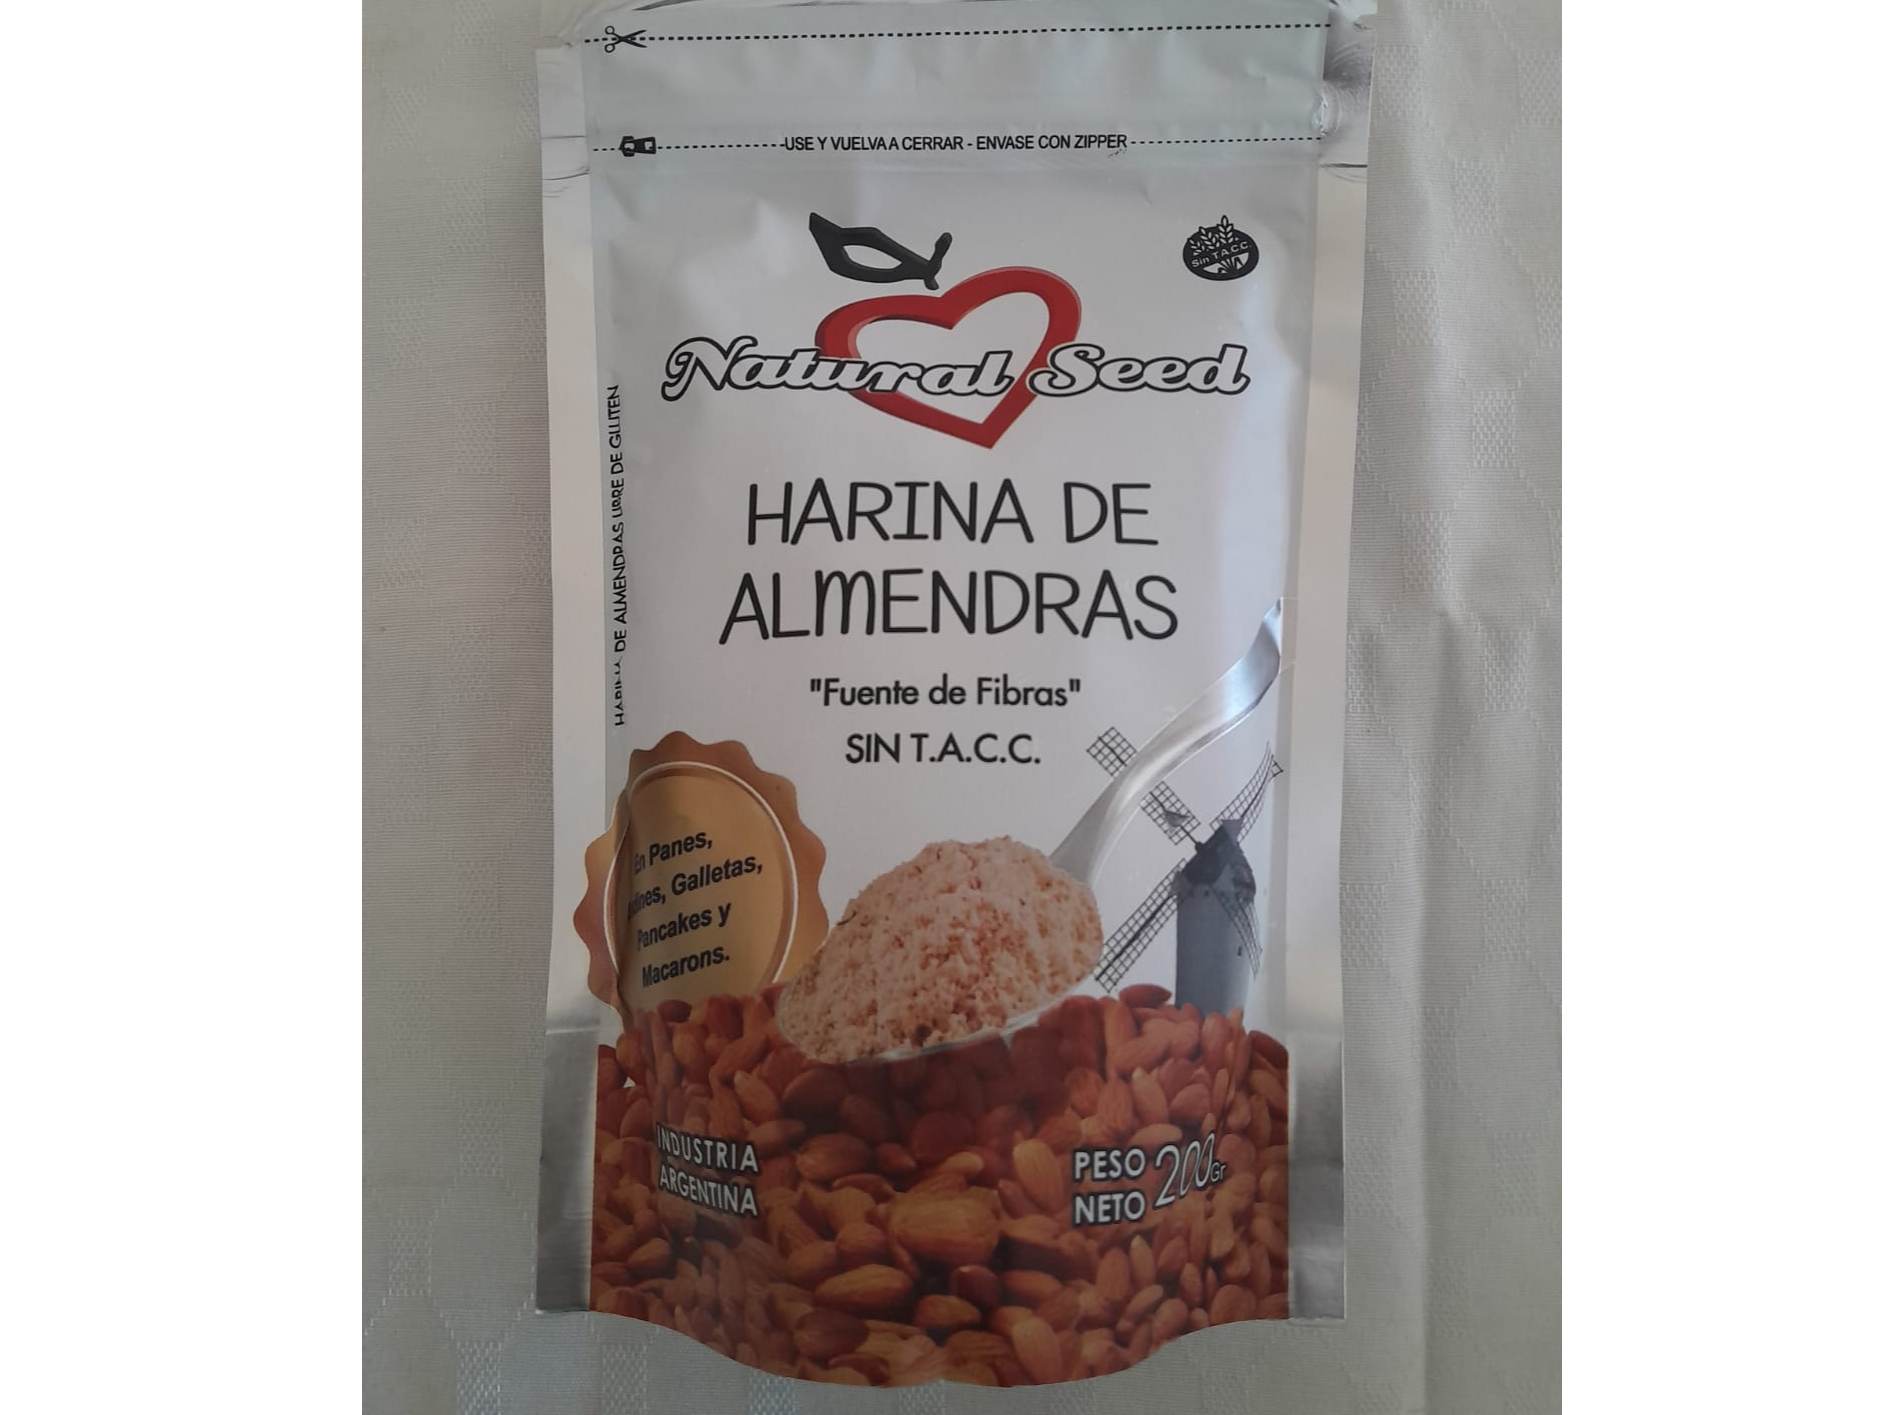 USE Y VUELVA A CERRAR - ENVASE CON ZIPPER
Sin T.A.C.C.
Natural Seed
HARINA DE ALMENDRAS LIBRE DE GLUTEN
HARINA DE
ALMENDRAS
"Fuente de Fibras"
SIN T.A.C.C.
En Panes,
Galletas,
Pancakes y
Macarons.
INDUSTRIA
ARGENTINA
PESO
NETO 200Gr